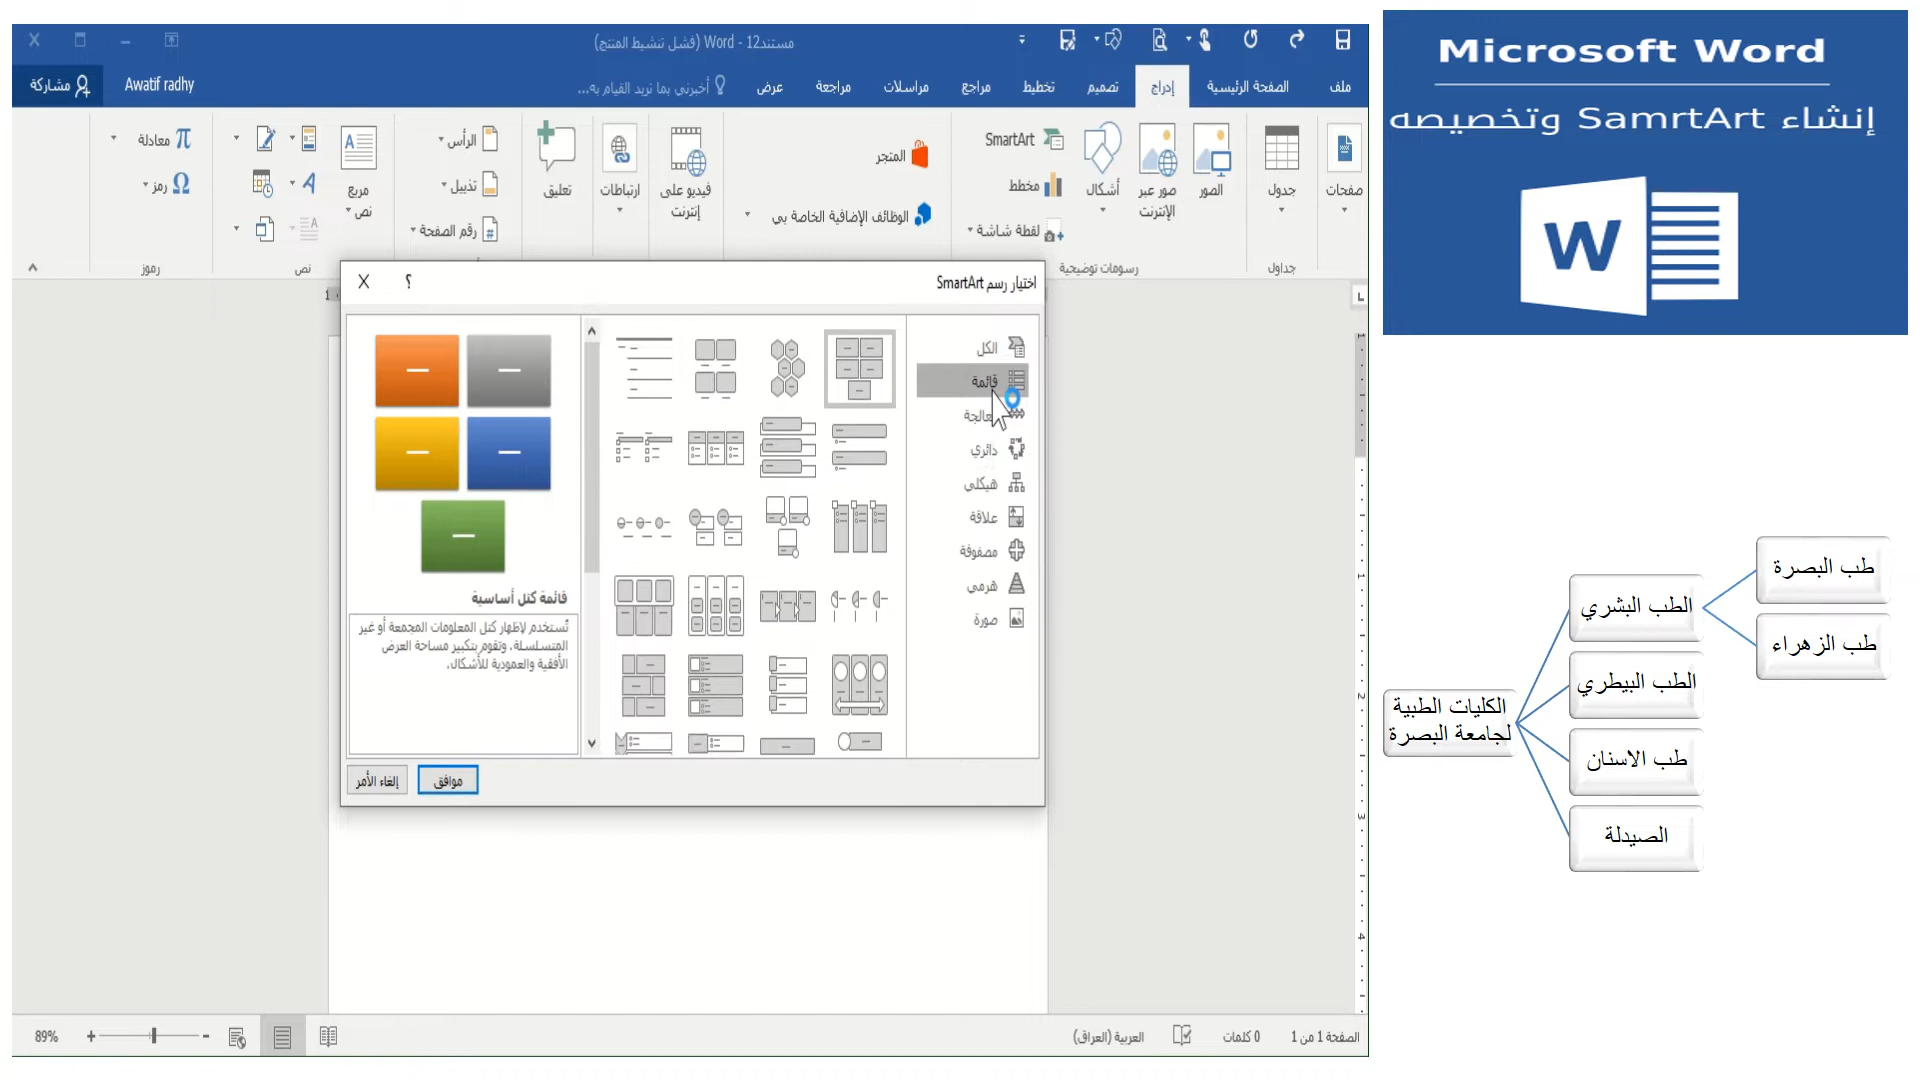 مستند12 - Word (فشل تنشيط المنتج)
ملف
الصفحة الرئيسية
إدراج
تصميم
تخطيط
مراجع
مراسلات
مراجعة
عرض
أخبرني بما تريد القيام به...
Awatif radhy
مشاركة
صفحات
جدول
الصور
صور عبر
الإنترنت
أشكال
SmartArt
مخطط
لقطة شاشة
المتجر
الوظائف الإضافية الخاصة بي
فيديو على
إنترنت
ارتباطات
تعليق
الرأس
تذييل
رقم الصفحة
مربع
نص
معادلة
رمز
جداول
رسومات توضيحية
نص
رموز
اختيار رسم SmartArt
؟
الكل
قائمة
دائري
هيكلي
علاقة
مصفوفة
هرمي
صورة
قائمة كتل أساسية
تُستخدم لإظهار كتل المعلومات المجمعة أو غير
المتسلسلة. وتقوم بتكبير مساحة العرض
الأفقية والعمودية للأشكال.
موافق
إلغاء الأمر
الصفحة 1 من 1
0 كلمات
العربية (العراق)
89%
Microsoft Word
إنشاء SamrtArt وتخصيصه
W
طب البصرة
طب الزهراء
الطب البشري
الطب البيطري
طب الاسنان
الصيدلة
الكليات الطبية
لجامعة البصرة